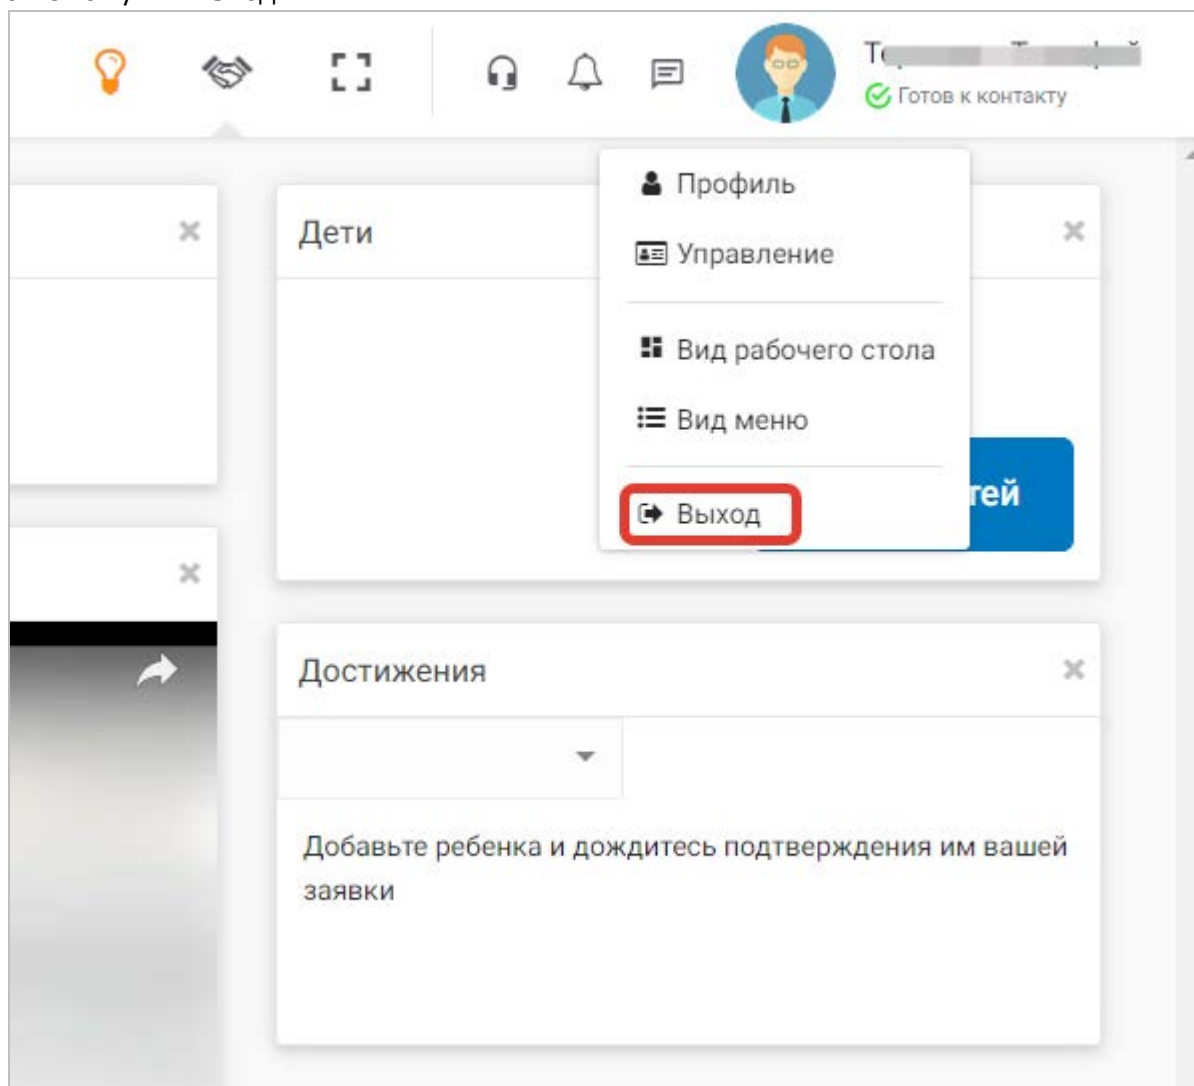 Готов к контакту
Профиль
Управление
Вид рабочего стола
Вид меню
Выход
Дети
Достижения
Добавьте ребенка и дождитесь подтверждения им вашей
заявки